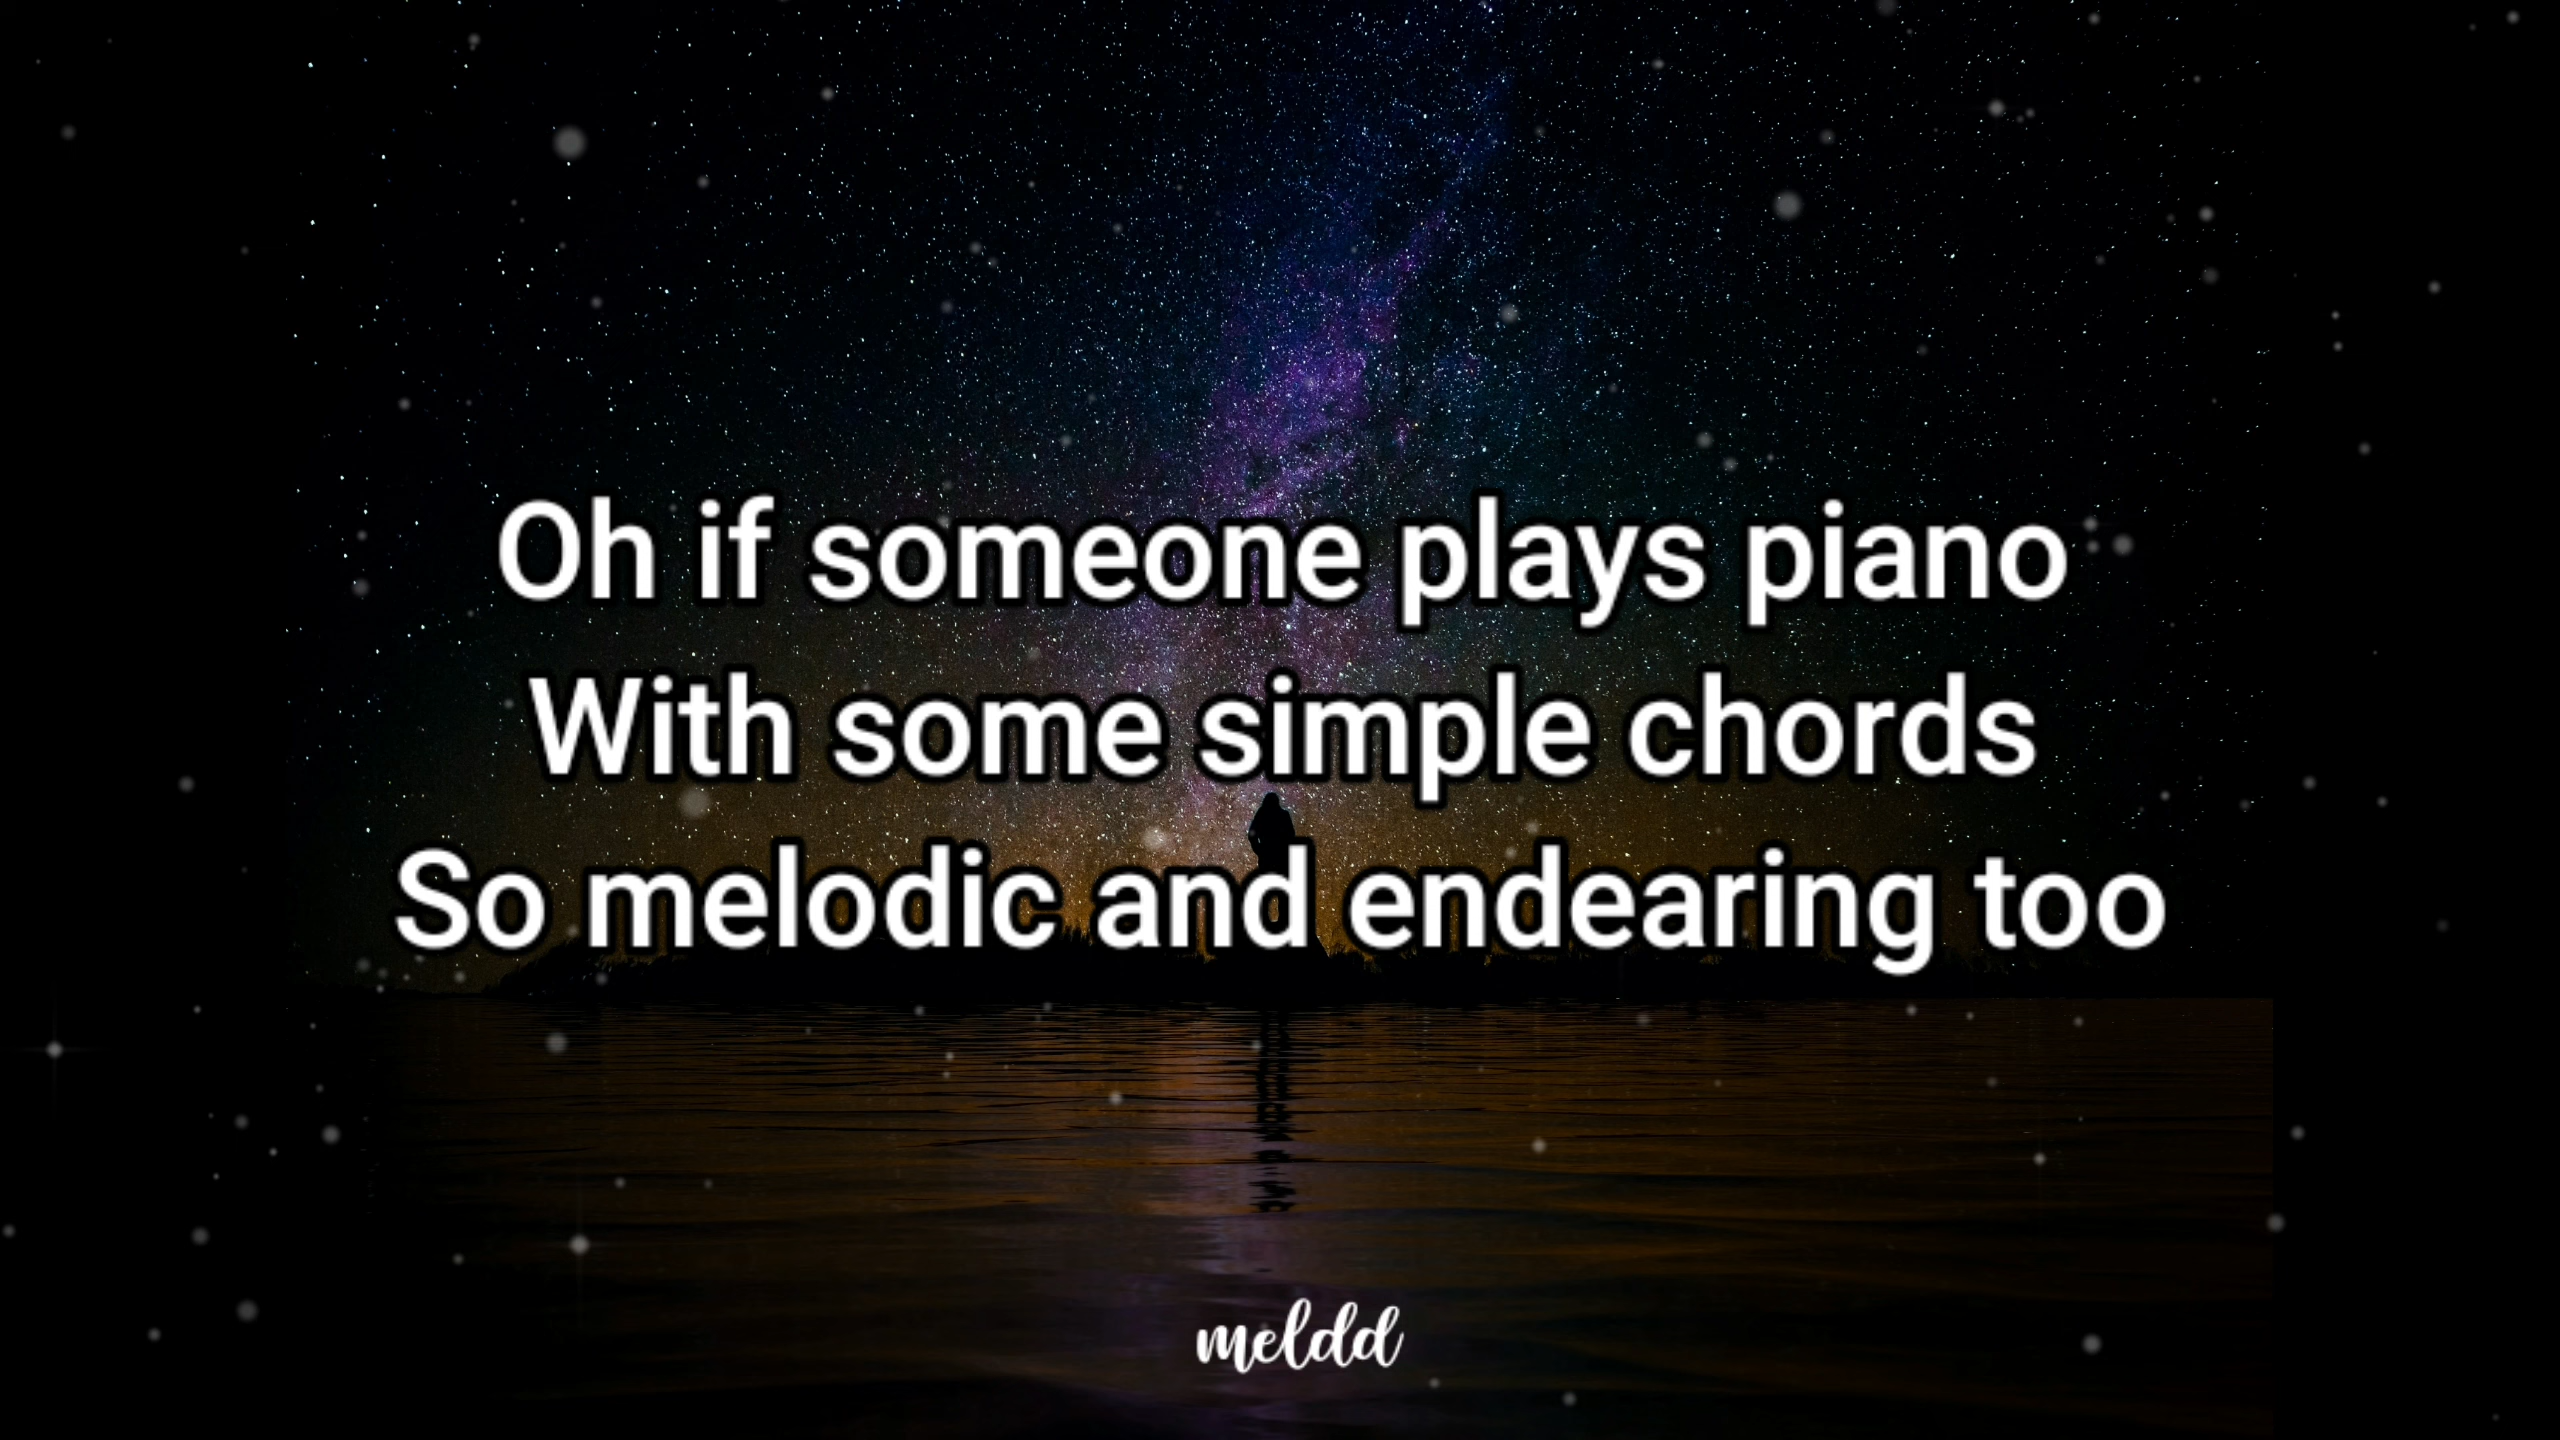 Oh if someone plays piano
With some simple chords
So melodic and endearing too
meldd